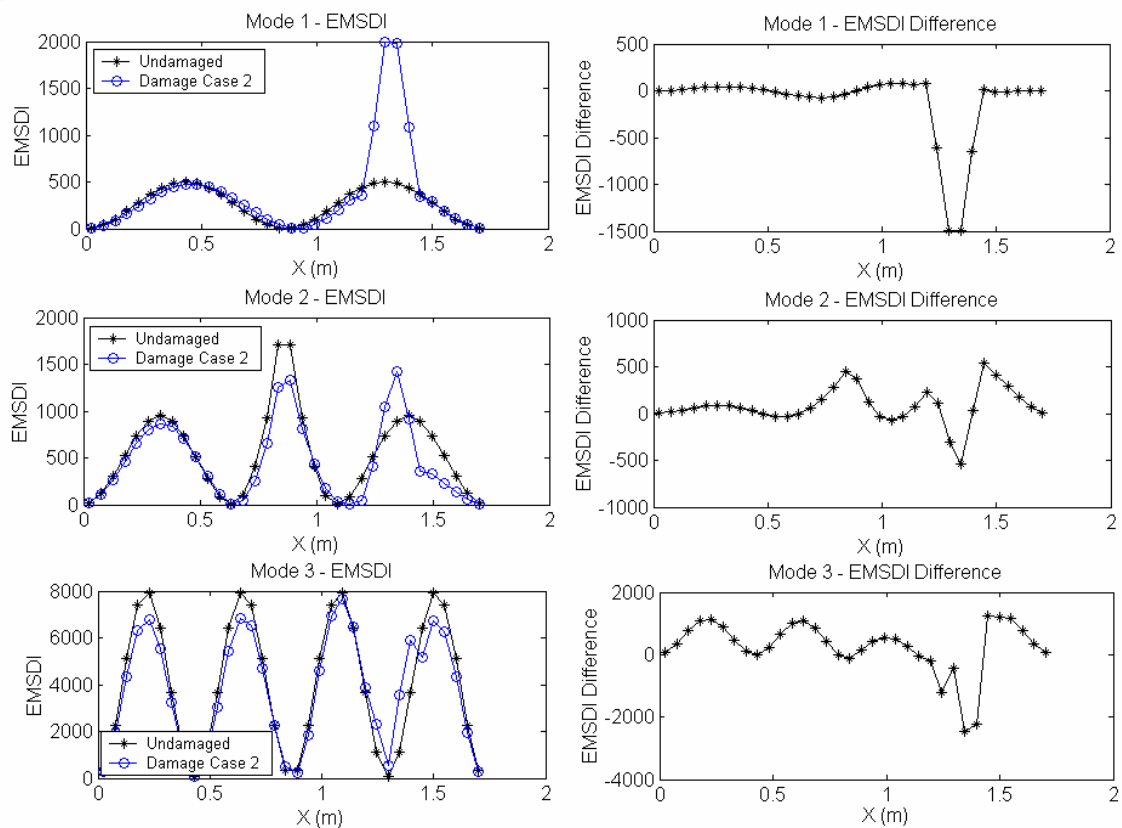 Mode 1 - EMSDI
2000
1500
1000
500
0
EMSDI
Undamaged
Damage Case 2
0 0.5 1 1.5 2
X (m)
Mode 1 - EMSDI Difference
500
0
-500
-1000
-1500
EMSDI Difference
0 0.5 1 1.5 2
X (m)
Mode 2 - EMSDI
2000
1500
1000
500
0
EMSDI
Undamaged
Damage Case 2
0 0.5 1 1.5 2
X (m)
Mode 2 - EMSDI Difference
1000
500
0
-500
-1000
EMSDI Difference
0 0.5 1 1.5 2
X (m)
Mode 3 - EMSDI
8000
6000
4000
2000
0
EMSDI
Undamaged
Damage Case 2
0 0.5 1 1.5 2
X (m)
Mode 3 - EMSDI Difference
2000
0
-2000
-4000
EMSDI Difference
0 0.5 1 1.5 2
X (m)